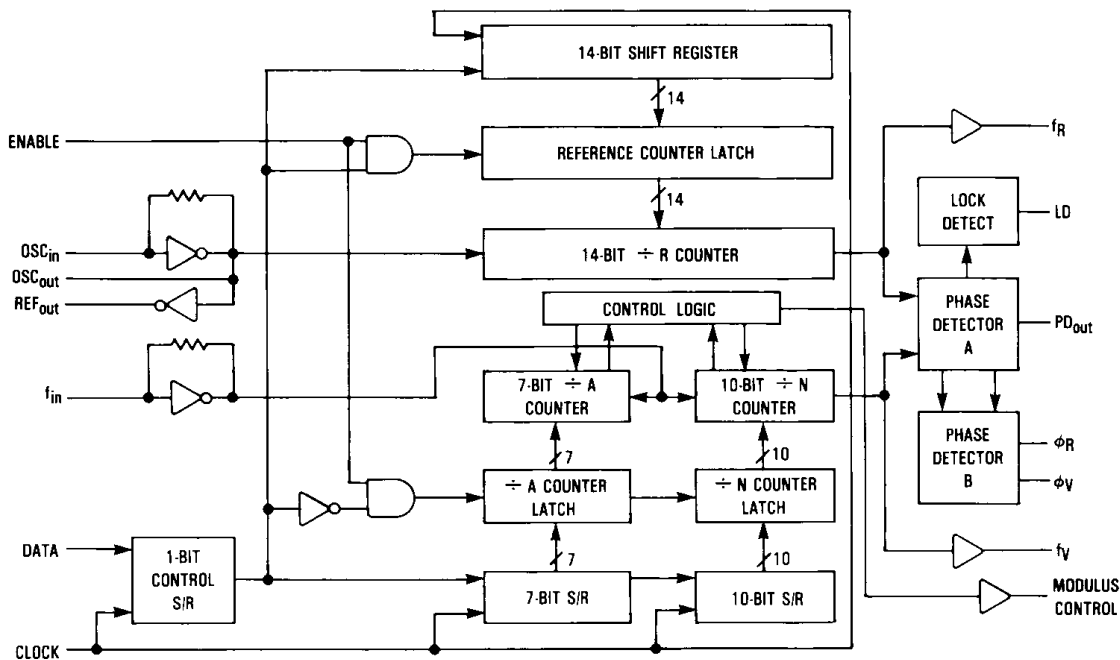 14-BIT SHIFT REGISTER
14
ENABLE
REFERENCE COUNTER LATCH
fR
14
LOCK
DETECT
LD
OSCin
14-BIT ÷ R COUNTER
OSCout
REFout
CONTROL LOGIC
PHASE
DETECTOR
A
PDout
fin
7-BIT ÷ A
COUNTER
10-BIT ÷ N
COUNTER
7
10
PHASE
DETECTOR
B
ϕR
ϕV
÷ A COUNTER
LATCH
÷ N COUNTER
LATCH
DATA
1-BIT
CONTROL
S/R
7
10
fV
7-BIT S/R
10-BIT S/R
MODULUS
CONTROL
CLOCK